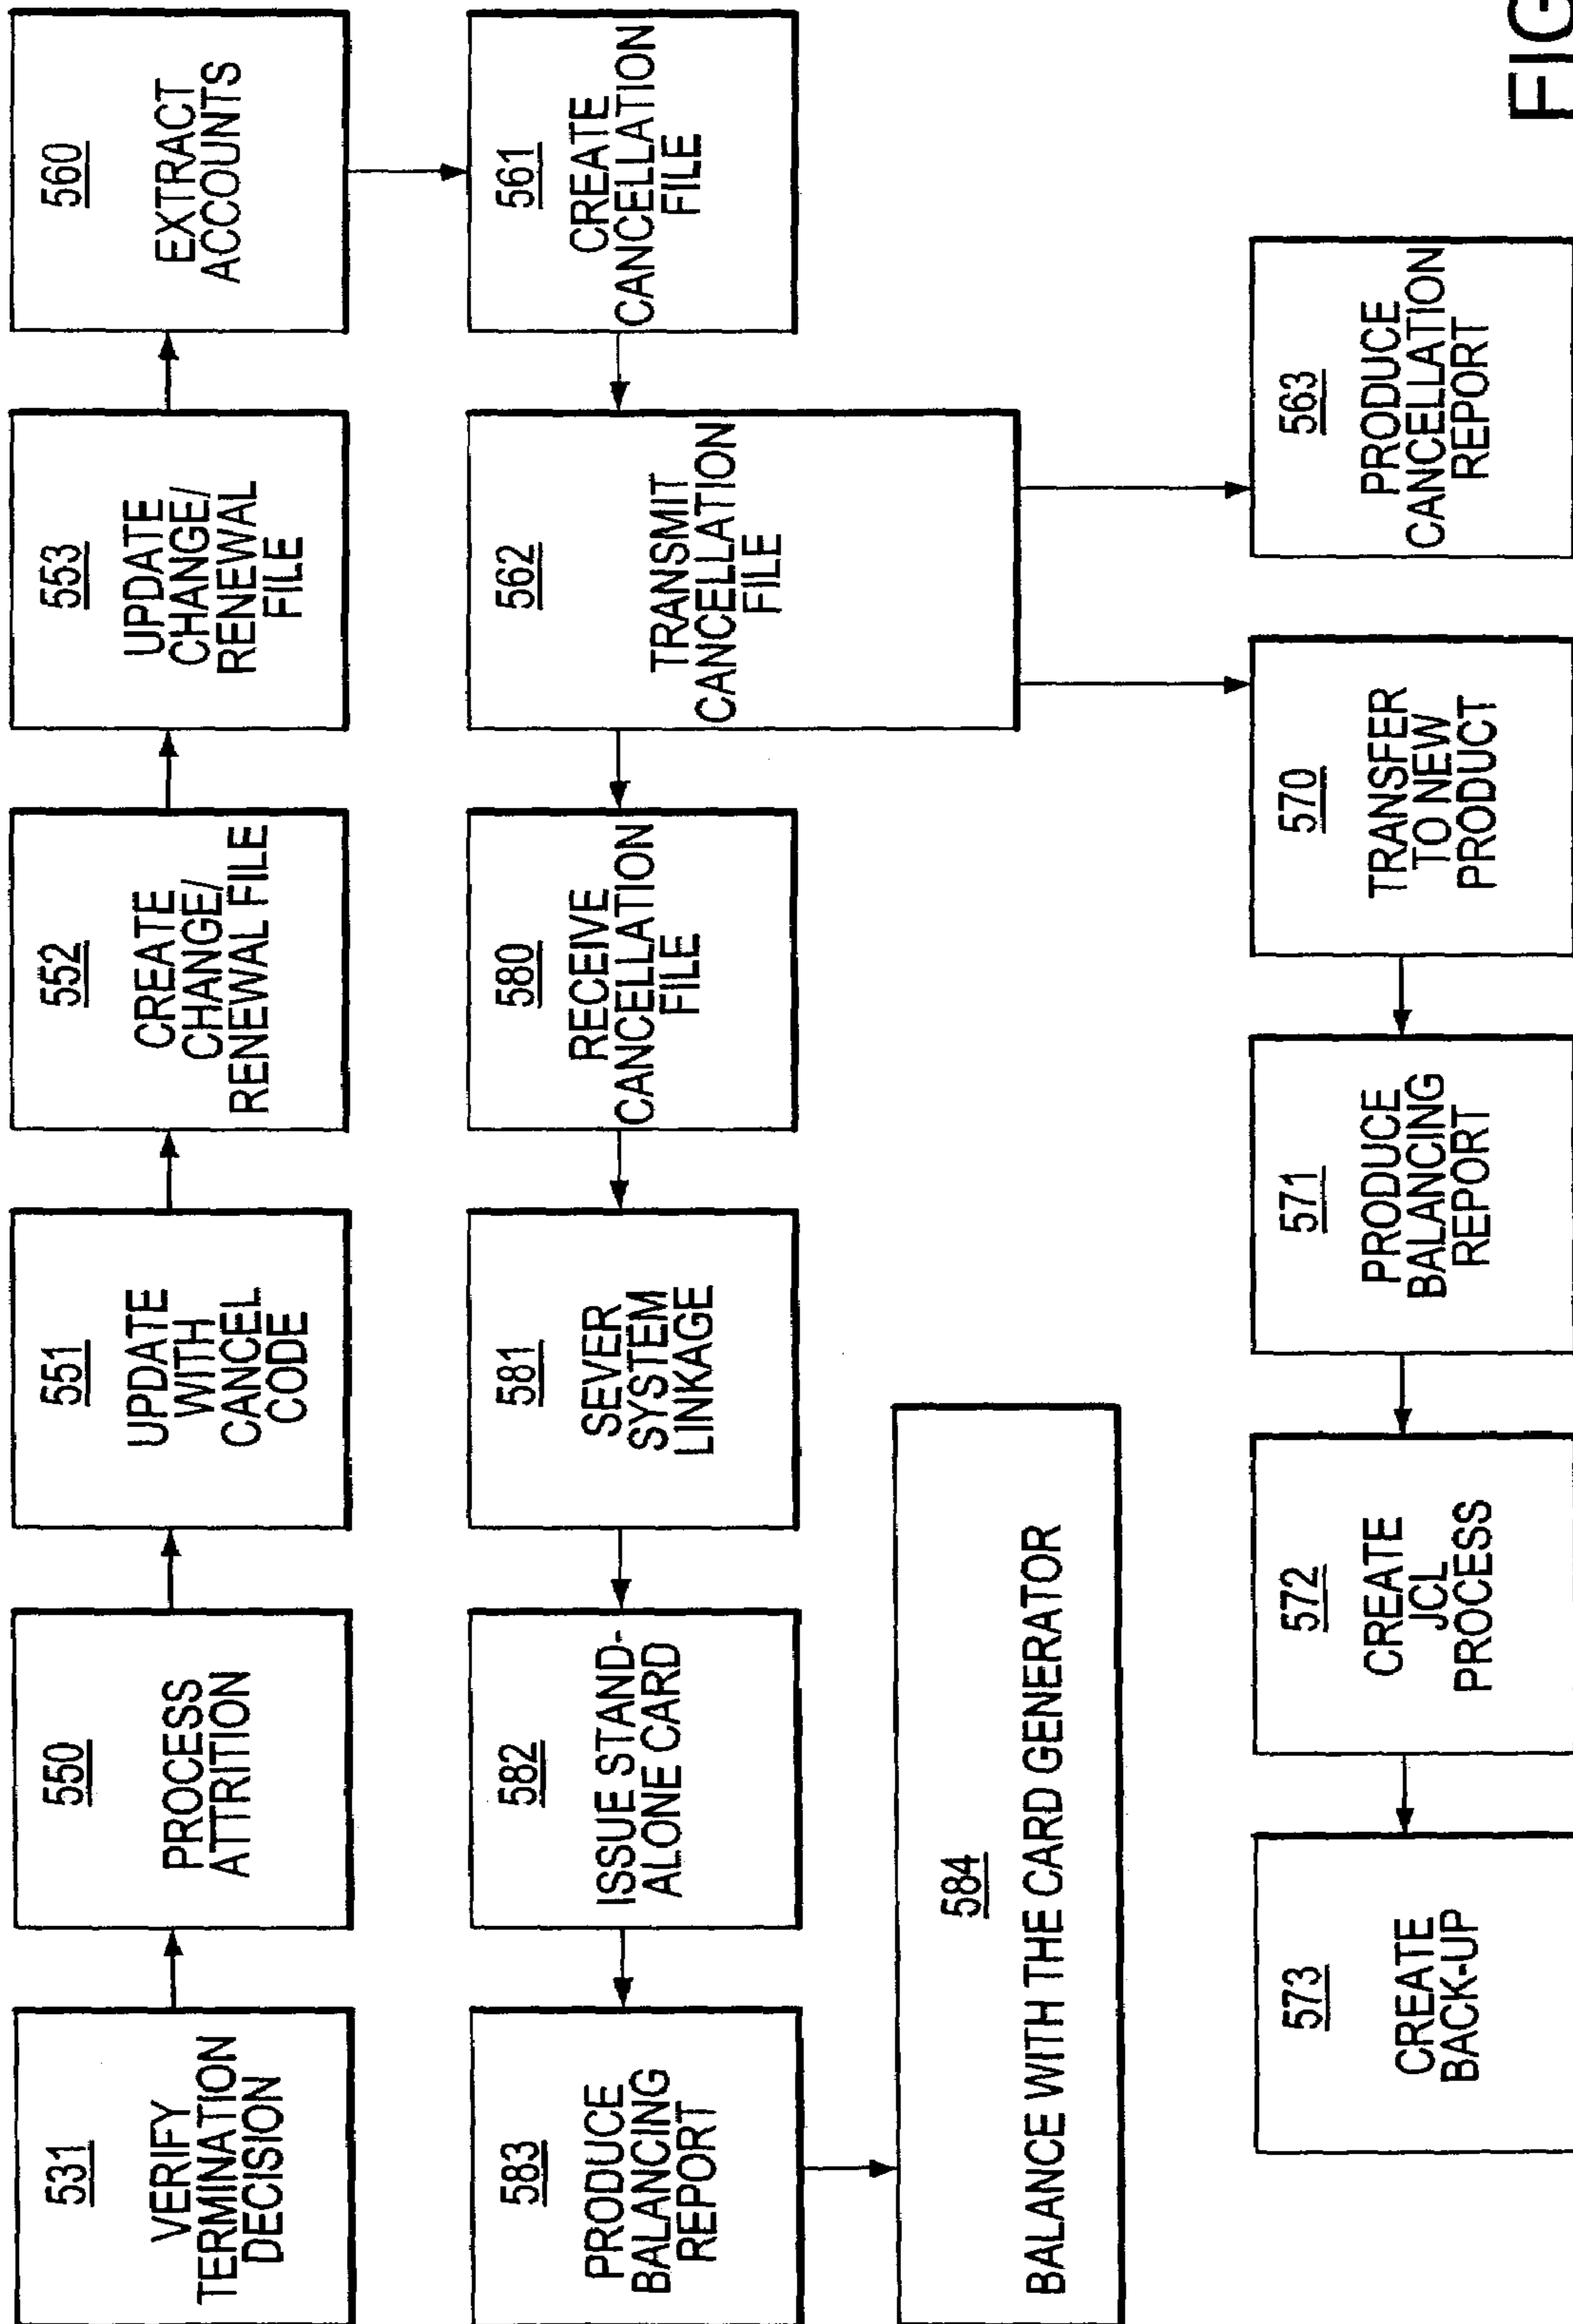 531
VERIFY
TERMINATION
DECISION
550
PROCESS
ATTRITION
551
UPDATE
WITH
CANCEL
CODE
552
CREATE
CHANGE/
RENEWAL FILE
553
UPDATE
CHANGE/
RENEWAL
FILE
560
EXTRACT
ACCOUNTS
561
CREATE
CANCELLATION
FILE
562
TRANSMIT
CANCELLATION
FILE
580
RECEIVE
CANCELLATION
FILE
581
SEVER
SYSTEM
LINKAGE
582
ISSUE STAND-
ALONE CARD
583
PRODUCE
BALANCING
REPORT
584
BALANCE WITH THE CARD GENERATOR
563
PRODUCE
CANCELLATION
REPORT
570
TRANSFER
TO NEW
PRODUCT
571
PRODUCE
BALANCING
REPORT
572
CREATE
JCL
PROCESS
573
CREATE
BACK-UP
FIG